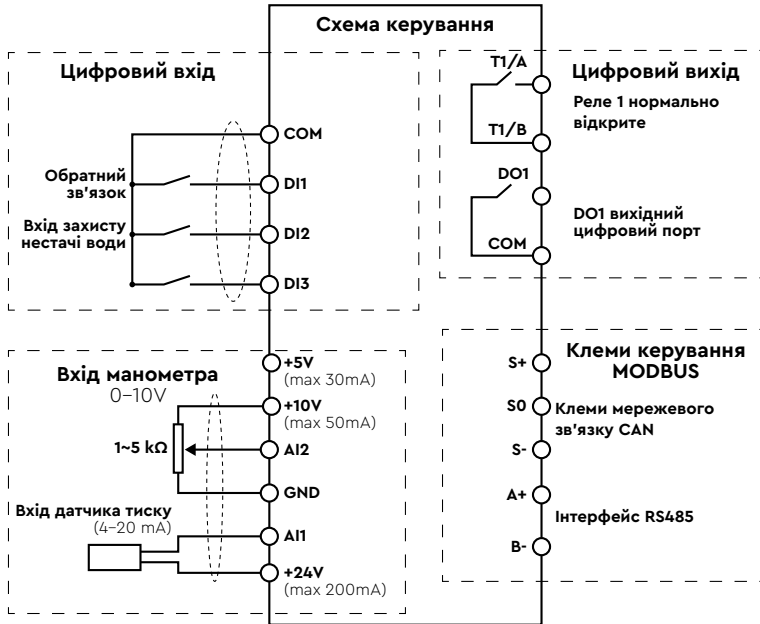 Схема керування
Цифровий вхід
COM
Обратний
зв'язок
DI1
Вхід захисту
нестачі води
DI2
DI3
Цифровий вихід
T1/A
Реле 1 нормально
відкрите
T1/B
DO1
DO1 вихідний
цифровий порт
COM
Вхід манометра
0–10V
+5V
(max 30mA)
+10V
(max 50mA)
1~5 kΩ
AI2
GND
Вхід датчика тиску
(4–20 mA)
AI1
+24V
(max 200mA)
Клеми керування
MODBUS
S+
S0
Клеми мережевого
зв'язку CAN
S-
A+
Інтерфейс RS485
B-